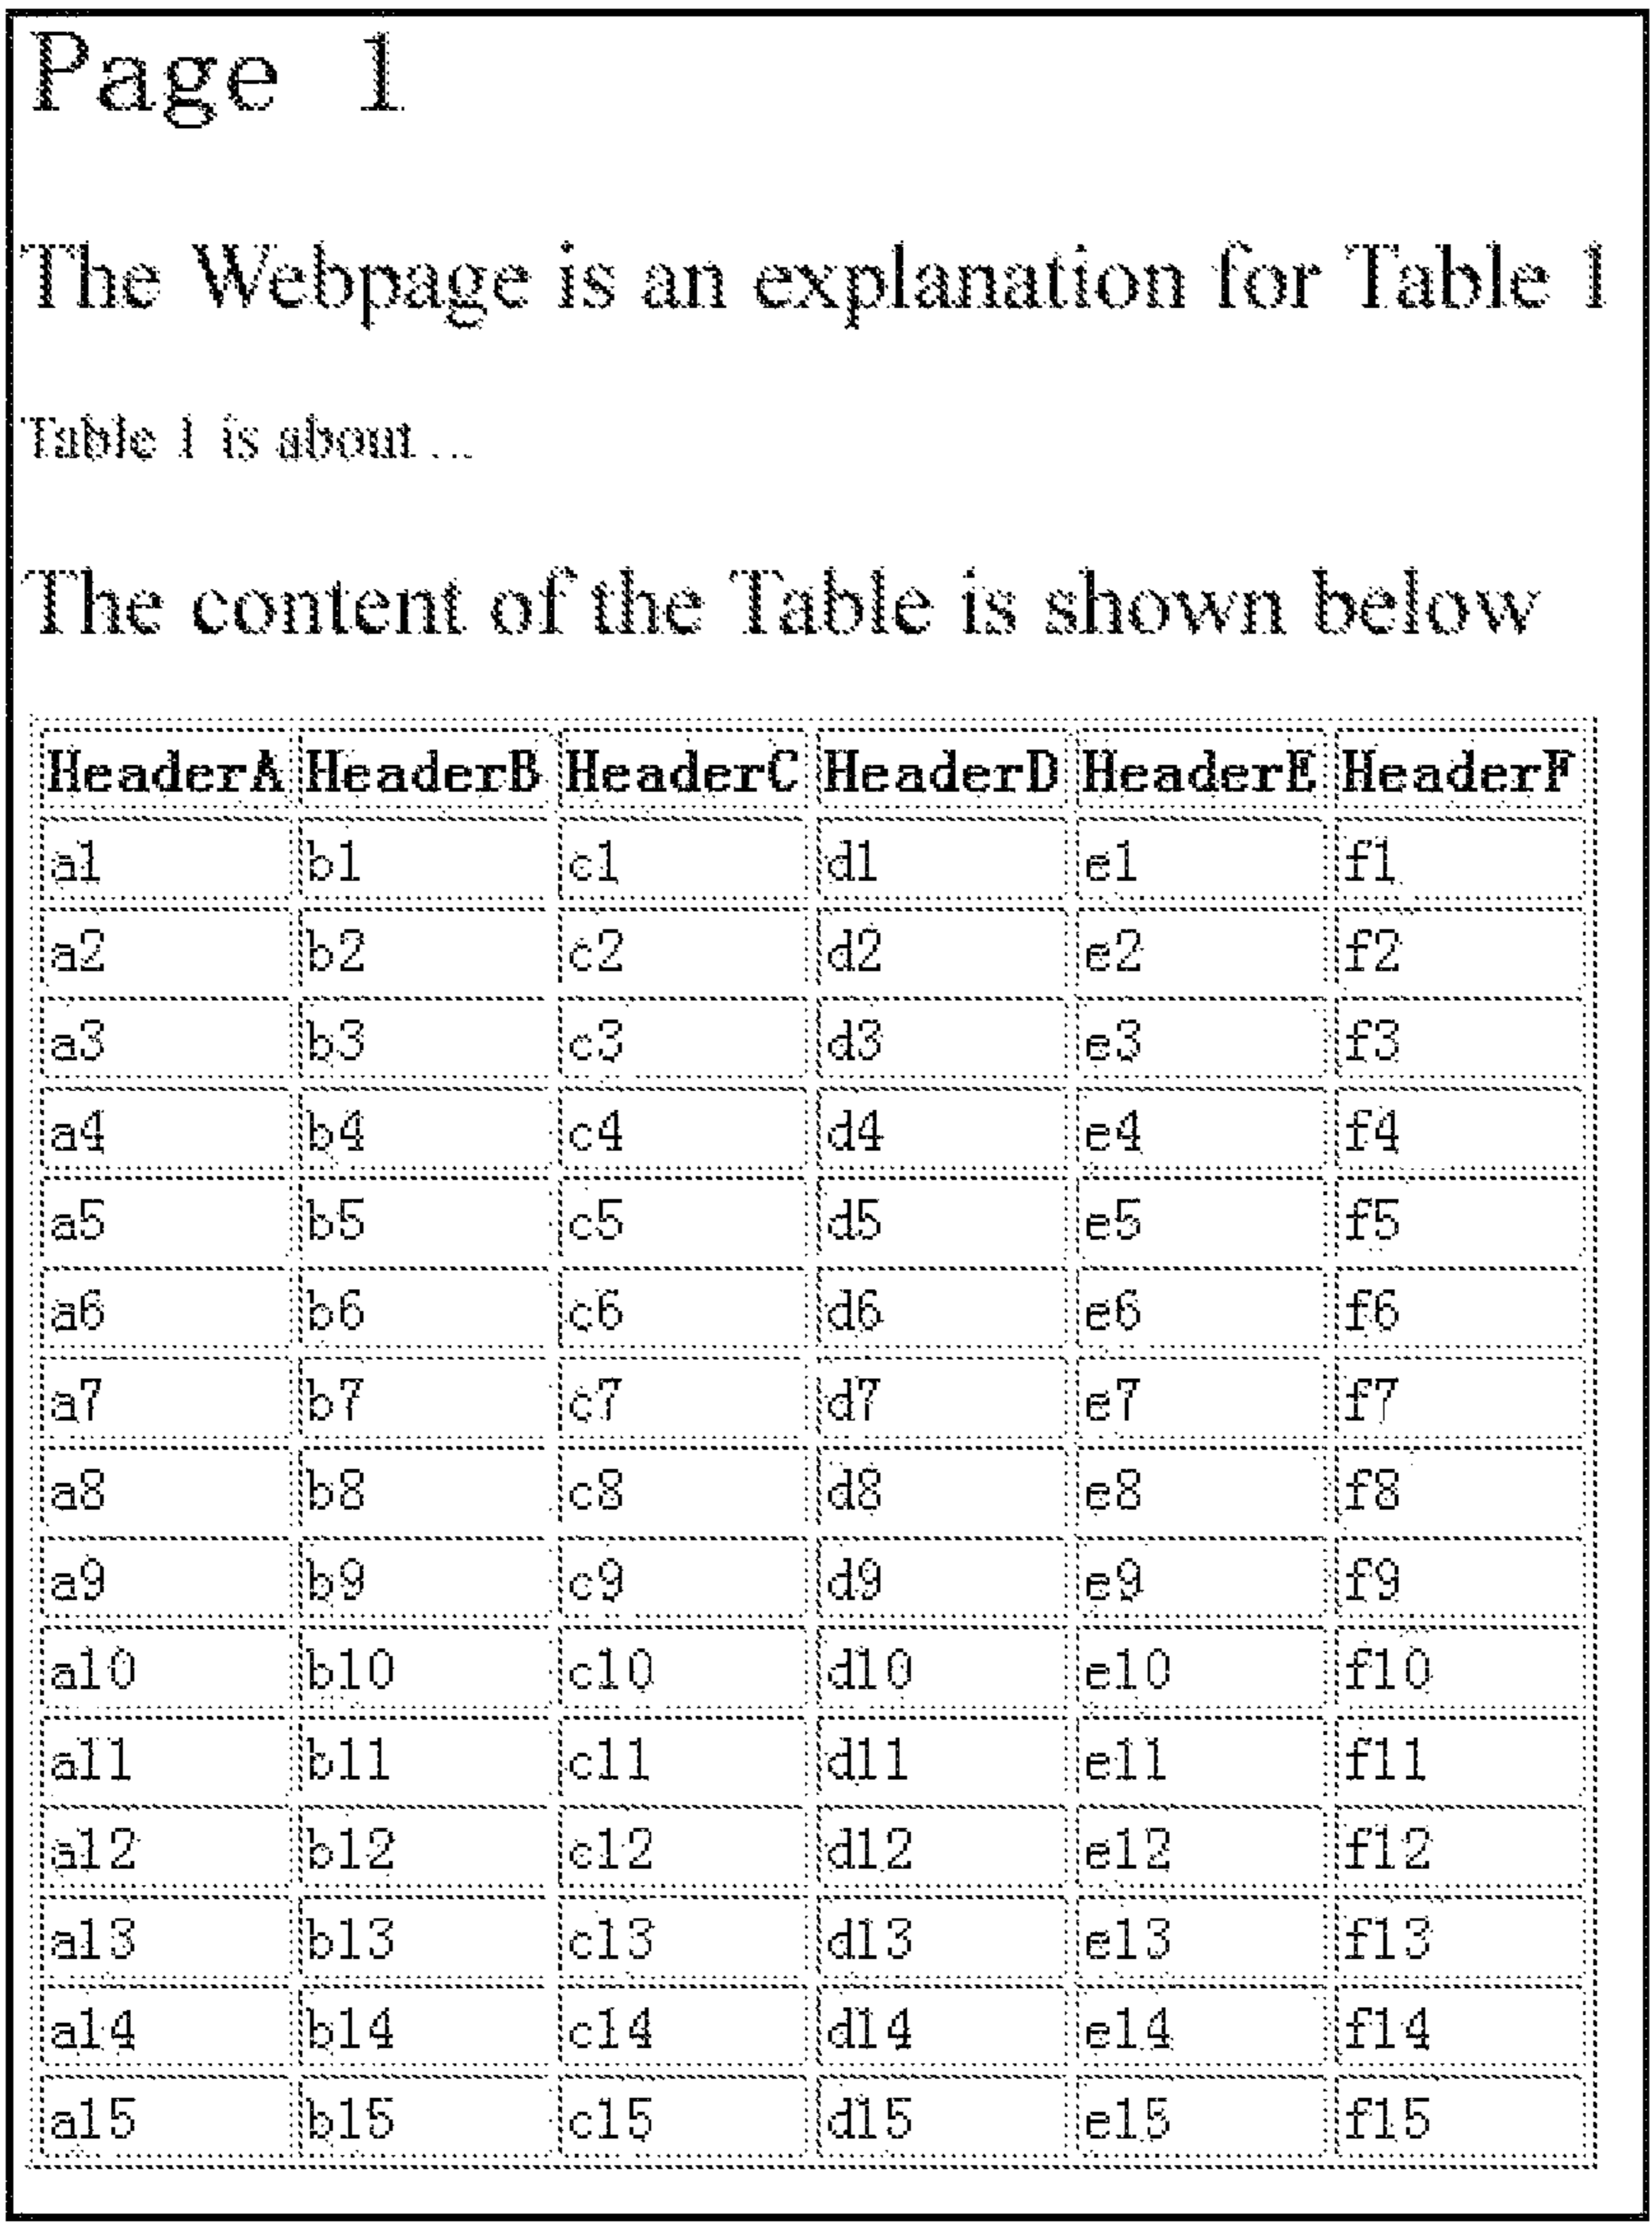 Page 1
The Webpage is an explanation for Table 1
Table 1 is about ...
The content of the Table is shown below
HeaderA HeaderB HeaderC HeaderD HeaderE HeaderF
a1 b1 c1 d1 e1 f1
a2 b2 c2 d2 e2 f2
a3 b3 c3 d3 e3 f3
a4 b4 c4 d4 e4 f4
a5 b5 c5 d5 e5 f5
a6 b6 c6 d6 e6 f6
a7 b7 c7 d7 e7 f7
a8 b8 c8 d8 e8 f8
a9 b9 c9 d9 e9 f9
a10 b10 c10 d10 e10 f10
a11 b11 c11 d11 e11 f11
a12 b12 c12 d12 e12 f12
a13 b13 c13 d13 e13 f13
a14 b14 c14 d14 e14 f14
a15 b15 c15 d15 e15 f15